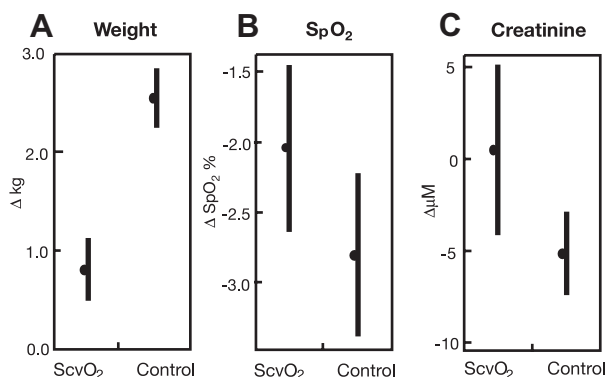 A Weight
3.0
2.0
1.0
0.0
Δ kg
ScvO₂ Control
B SpO₂
-1.5
-2.0
-2.5
-3.0
Δ SpO₂ %
ScvO₂ Control
C Creatinine
5
0
-5
-10
ΔµM
ScvO₂ Control